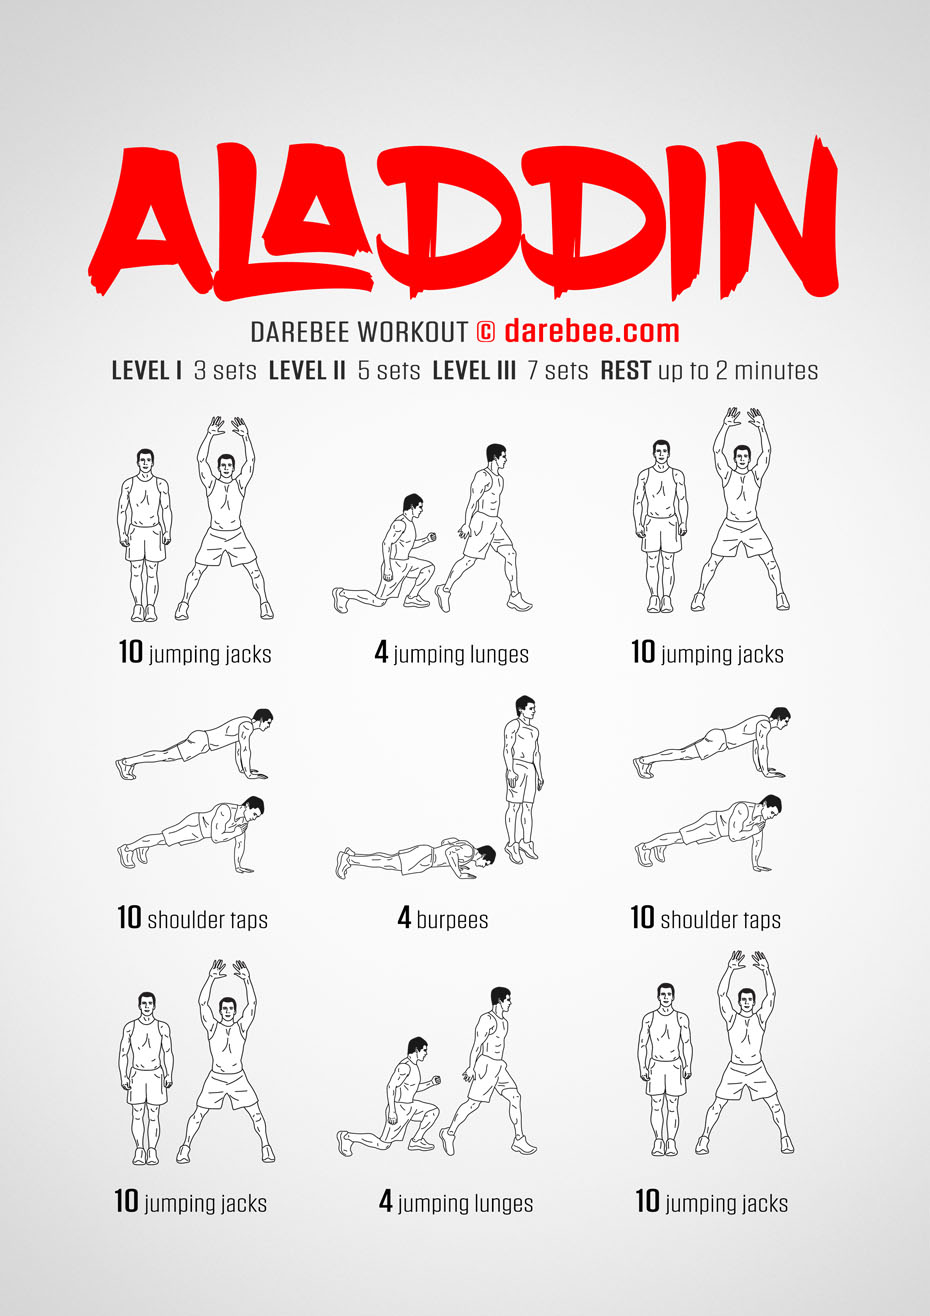 ALADDIN
DAREBEE WORKOUT © darebee.com
LEVEL I 3 sets LEVEL II 5 sets LEVEL III 7 sets REST up to 2 minutes
10 jumping jacks
4 jumping lunges
10 jumping jacks
10 shoulder taps
4 burpees
10 shoulder taps
10 jumping jacks
4 jumping lunges
10 jumping jacks